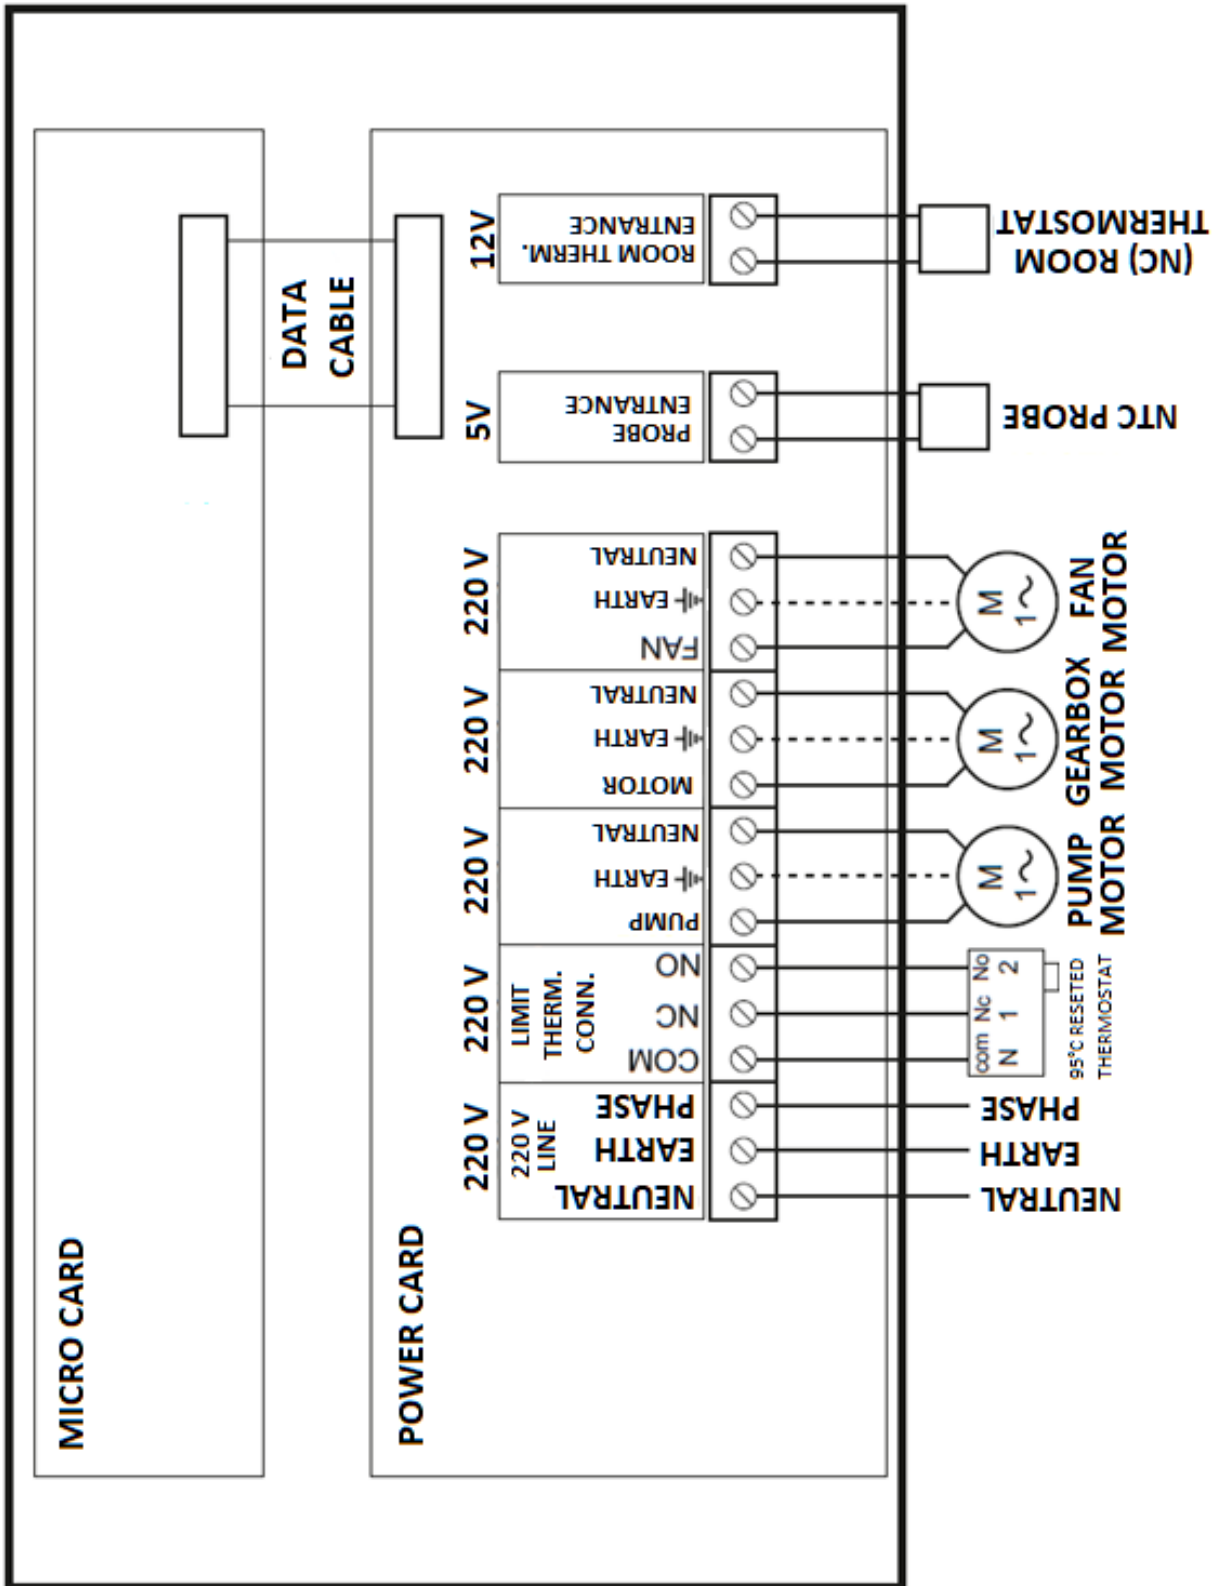 MICRO CARD
DATA
CABLE
POWER CARD
12V
ROOM THERM.
ENTRANCE
(NC) ROOM
THERMOSTAT
5V
PROBE
ENTRANCE
NTC PROBE
220 V
NEUTRAL
EARTH
FAN
M
1~
FAN
MOTOR
220 V
NEUTRAL
EARTH
MOTOR
M
1~
GEARBOX
MOTOR
220 V
NEUTRAL
EARTH
PUMP
M
1~
PUMP
MOTOR
220 V
LIMIT
THERM.
CONN.
NO
NC
COM
com Nc No
N 1 2
95°C RESETED
THERMOSTAT
220 V
220 V
LINE
PHASE
EARTH
NEUTRAL
PHASE
EARTH
NEUTRAL